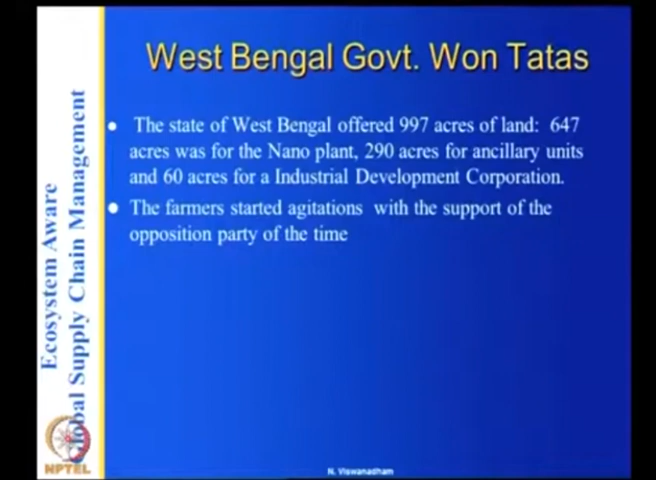 West Bengal Govt. Won Tatas
The state of West Bengal offered 997 acres of land: 647
acres was for the Nano plant, 290 acres for ancillary units
and 60 acres for a Industrial Development Corporation.
The farmers started agitations with the support of the
opposition party of the time
Ecosystem Aware
Global Supply Chain Management
NPTEL
N. Viswanadham